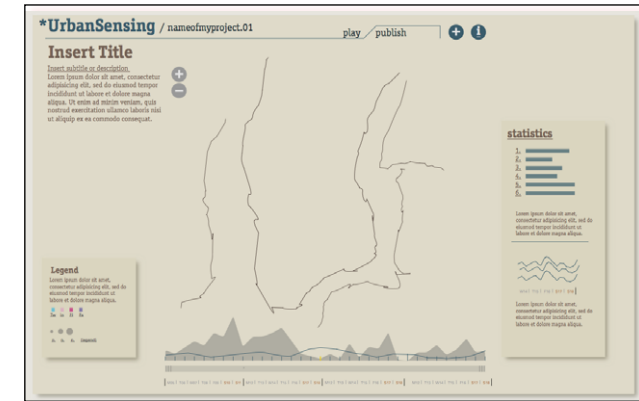 *UrbanSensing / nameofmyproject.01
play / publish
+ i
Insert Title
Insert subtitle or description.
Lorem ipsum dolor sit amet, consectetur
adipisicing elit, sed do eiusmod tempor
incididunt ut labore et dolore magna
aliqua. Ut enim ad minim veniam, quis
nostrud exercitation ullamco laboris nisi
ut aliquip ex ea commodo consequat.
statistics
1.
2.
3.
4.
5.
6.
Lorem ipsum dolor sit amet,
consectetur adipisicing elit, sed do
eiusmod tempor incididunt ut
labore et dolore magna aliqua.
Lorem ipsum dolor sit amet,
consectetur adipisicing elit, sed do
eiusmod tempor incididunt ut
labore et dolore magna aliqua.
Legend
Lorem ipsum dolor sit amet,
consectetur adipisicing elit, sed do
eiusmod tempor incididunt ut
labore et dolore magna aliqua.